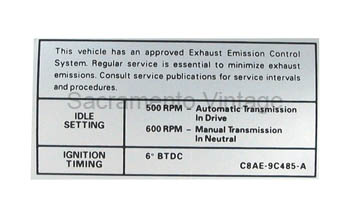 This vehicle has an approved Exhaust Emission Control
System. Regular service is essential to minimize exhaust
emissions. Consult service publications for service intervals
and procedures.
Sacramento Vintage
IDLE
SETTING
500 RPM – Automatic Transmission
In Drive
600 RPM – Manual Transmission
In Neutral
IGNITION
TIMING
6° BTDC
C8AE-9C485-A